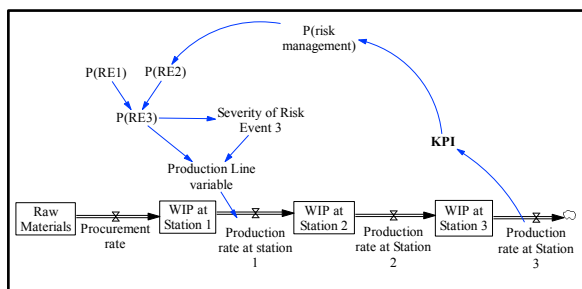 P(risk
management)
P(RE1)
P(RE2)
P(RE3)
Severity of Risk
Event 3
KPI
Production Line
variable
Raw
Materials
Procurement
rate
WIP at
Station 1
Production
rate at station
1
WIP at
Station 2
Production
rate at Station
2
WIP at
Station 3
Production
rate at Station
3